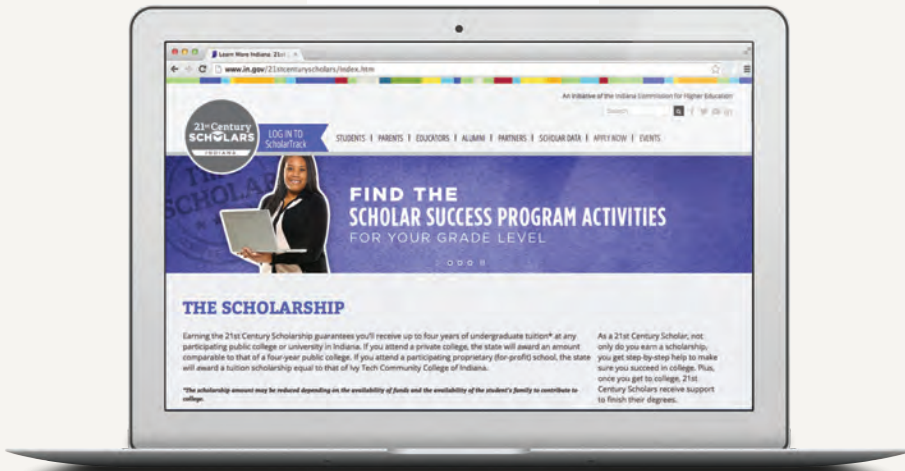 Learn More Indiana: 21st
www.in.gov/21stcenturyscholars/index.htm
An initiative of the Indiana Commission for Higher Education
Search
21st Century
SCHOLARS
INDIANA
LOG IN TO
ScholarTrack
STUDENTS | PARENTS | EDUCATORS | ALUMNI | PARTNERS | SCHOLAR DATA | APPLY NOW | EVENTS
FIND THE
SCHOLAR SUCCESS PROGRAM ACTIVITIES
FOR YOUR GRADE LEVEL
THE SCHOLARSHIP
Earning the 21st Century Scholarship guarantees you'll receive up to four years of undergraduate tuition* at any
participating public college or university in Indiana. If you attend a private college, the state will award an amount
comparable to that of a four-year public college. If you attend a participating proprietary (for-profit) school, the state
will award a tuition scholarship equal to that of Ivy Tech Community College of Indiana.
*The scholarship amount may be reduced depending on the availability of funds and the availability of the student's family to contribute to
college.
As a 21st Century Scholar, not
only do you earn a scholarship,
you get step-by-step help to make
sure you succeed in college. Plus,
once you get to college, 21st
Century Scholars receive support
to finish their degrees.